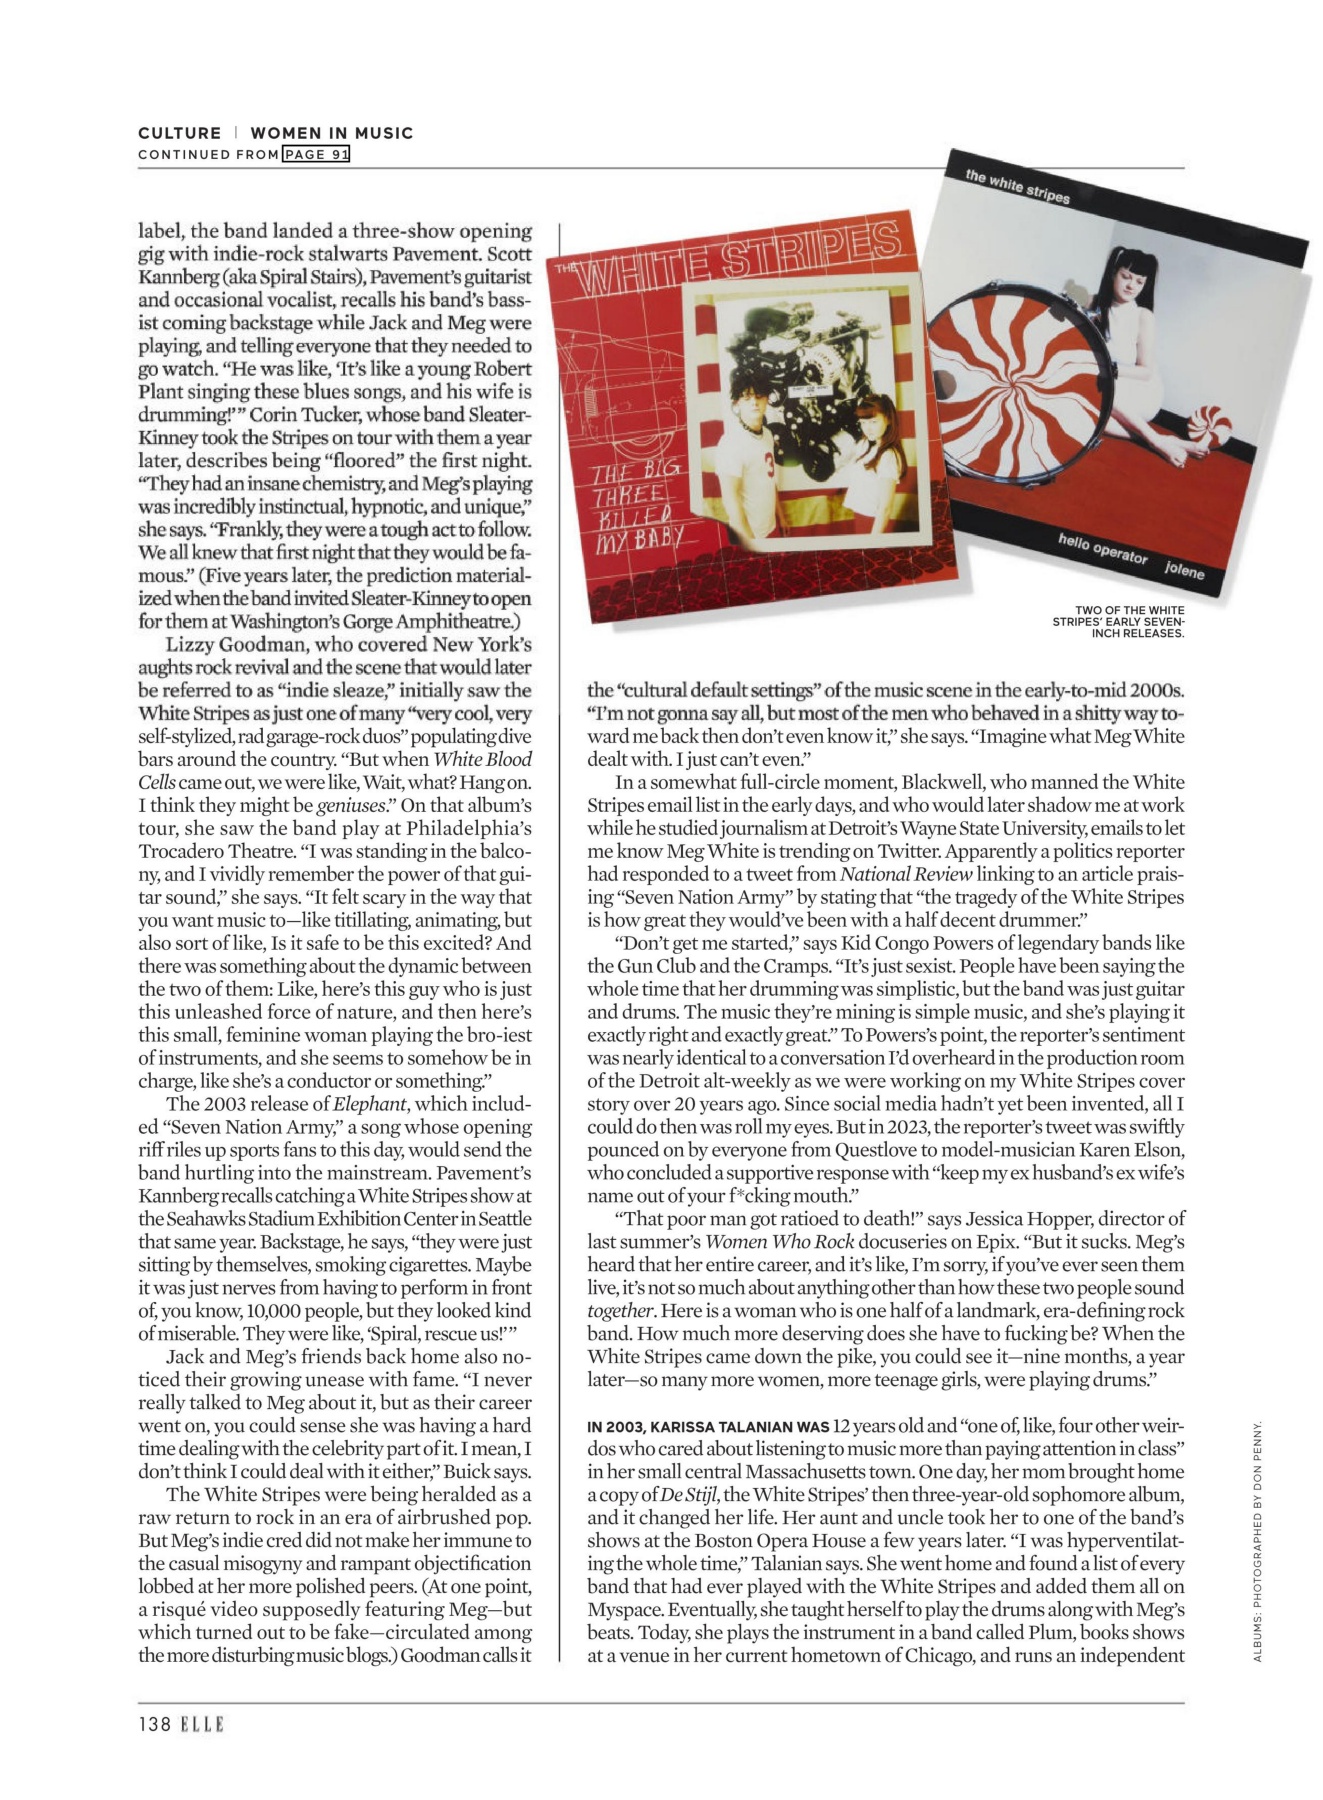 CULTURE | WOMEN IN MUSIC
CONTINUED FROM PAGE 91
label, the band landed a three-show opening
gig with indie-rock stalwarts Pavement. Scott
Kannberg (aka Spiral Stairs), Pavement's guitarist
and occasional vocalist, recalls his band's bass-
ist coming backstage while Jack and Meg were
playing, and telling everyone that they needed to
go watch. “He was like, ‘It's like a young Robert
Plant singing these blues songs, and his wife is
drumming!’” Corin Tucker, whose band Sleater-
Kinney took the Stripes on tour with them a year
later, describes being “floored” the first night.
“They had an insane chemistry, and Meg's playing
was incredibly instinctual, hypnotic, and unique,”
she says. “Frankly, they were a tough act to follow.
We all knew that first night that they would be fa-
mous.” (Five years later, the prediction material-
ized when the band invited Sleater-Kinney to open
for them at Washington's Gorge Amphitheatre.)
Lizzy Goodman, who covered New York's
aughts rock revival and the scene that would later
be referred to as “indie sleaze,” initially saw the
White Stripes as just one of many “very cool, very
self-stylized, rad garage-rock duos” populating dive
bars around the country. “But when White Blood
Cells came out, we were like, Wait, what? Hang on.
I think they might be geniuses.” On that album's
tour, she saw the band play at Philadelphia's
Trocadero Theatre. “I was standing in the balco-
ny, and I vividly remember the power of that gui-
tar sound,” she says. “It felt scary in the way that
you want music to—like titillating, animating, but
also sort of like, Is it safe to be this excited? And
there was something about the dynamic between
the two of them: Like, here's this guy who is just
this unleashed force of nature, and then here's
this small, feminine woman playing the bro-iest
of instruments, and she seems to somehow be in
charge, like she's a conductor or something.”
The 2003 release of Elephant, which includ-
ed “Seven Nation Army,” a song whose opening
riff riles up sports fans to this day, would send the
band hurtling into the mainstream. Pavement's
Kannberg recalls catching a White Stripes show at
the Seahawks Stadium Exhibition Center in Seattle
that same year. Backstage, he says, “they were just
sitting by themselves, smoking cigarettes. Maybe
it was just nerves from having to perform in front
of, you know, 10,000 people, but they looked kind
of miserable. They were like, ‘Spiral, rescue us!’”
Jack and Meg's friends back home also no-
ticed their growing unease with fame. “I never
really talked to Meg about it, but as their career
went on, you could sense she was having a hard
time dealing with the celebrity part of it. I mean, I
don't think I could deal with it either,” Buick says.
The White Stripes were being heralded as a
raw return to rock in an era of airbrushed pop.
But Meg's indie cred did not make her immune to
the casual misogyny and rampant objectification
lobbed at her more polished peers. (At one point,
a risqué video supposedly featuring Meg—but
which turned out to be fake—circulated among
the more disturbing music blogs.) Goodman calls it
THE WHITE STRIPES
THE BIG
THREE
KILLED
MY BABY
the white stripes
hello operator jolene
TWO OF THE WHITE
STRIPES' EARLY SEVEN-
INCH RELEASES.
the “cultural default settings” of the music scene in the early-to-mid 2000s.
“I'm not gonna say all, but most of the men who behaved in a shitty way to-
ward me back then don't even know it,” she says. “Imagine what Meg White
dealt with. I just can't even.”
In a somewhat full-circle moment, Blackwell, who manned the White
Stripes email list in the early days, and who would later shadow me at work
while he studied journalism at Detroit's Wayne State University, emails to let
me know Meg White is trending on Twitter. Apparently a politics reporter
had responded to a tweet from National Review linking to an article prais-
ing “Seven Nation Army” by stating that “the tragedy of the White Stripes
is how great they would've been with a half decent drummer.”
“Don't get me started,” says Kid Congo Powers of legendary bands like
the Gun Club and the Cramps. “It's just sexist. People have been saying the
whole time that her drumming was simplistic, but the band was just guitar
and drums. The music they're mining is simple music, and she's playing it
exactly right and exactly great.” To Powers's point, the reporter's sentiment
was nearly identical to a conversation I'd overheard in the production room
of the Detroit alt-weekly as we were working on my White Stripes cover
story over 20 years ago. Since social media hadn't yet been invented, all I
could do then was roll my eyes. But in 2023, the reporter's tweet was swiftly
pounced on by everyone from Questlove to model-musician Karen Elson,
who concluded a supportive response with “keep my ex husband's ex wife's
name out of your f*cking mouth.”
“That poor man got ratioed to death!” says Jessica Hopper, director of
last summer's Women Who Rock docuseries on Epix. “But it sucks. Meg's
heard that her entire career, and it's like, I'm sorry, if you've ever seen them
live, it's not so much about anything other than how these two people sound
together. Here is a woman who is one half of a landmark, era-defining rock
band. How much more deserving does she have to fucking be? When the
White Stripes came down the pike, you could see it—nine months, a year
later—so many more women, more teenage girls, were playing drums.”
IN 2003, KARISSA TALANIAN WAS 12 years old and “one of, like, four other weir-
dos who cared about listening to music more than paying attention in class”
in her small central Massachusetts town. One day, her mom brought home
a copy of De Stijl, the White Stripes' then three-year-old sophomore album,
and it changed her life. Her aunt and uncle took her to one of the band's
shows at the Boston Opera House a few years later. “I was hyperventilat-
ing the whole time,” Talanian says. She went home and found a list of every
band that had ever played with the White Stripes and added them all on
Myspace. Eventually, she taught herself to play the drums along with Meg's
beats. Today, she plays the instrument in a band called Plum, books shows
at a venue in her current hometown of Chicago, and runs an independent
ALBUMS: PHOTOGRAPHED BY DON PENNY.
138 ELLE